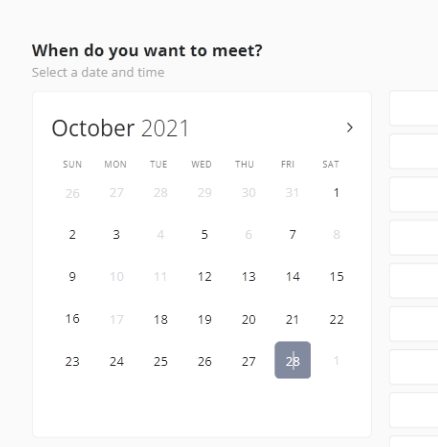 When do you want to meet?
Select a date and time
October 2021
SUN MON TUE WED THU FRI SAT
26 27 28 29 30 31 1
2 3 4 5 6 7 8
9 10 11 12 13 14 15
16 17 18 19 20 21 22
23 24 25 26 27 28 1